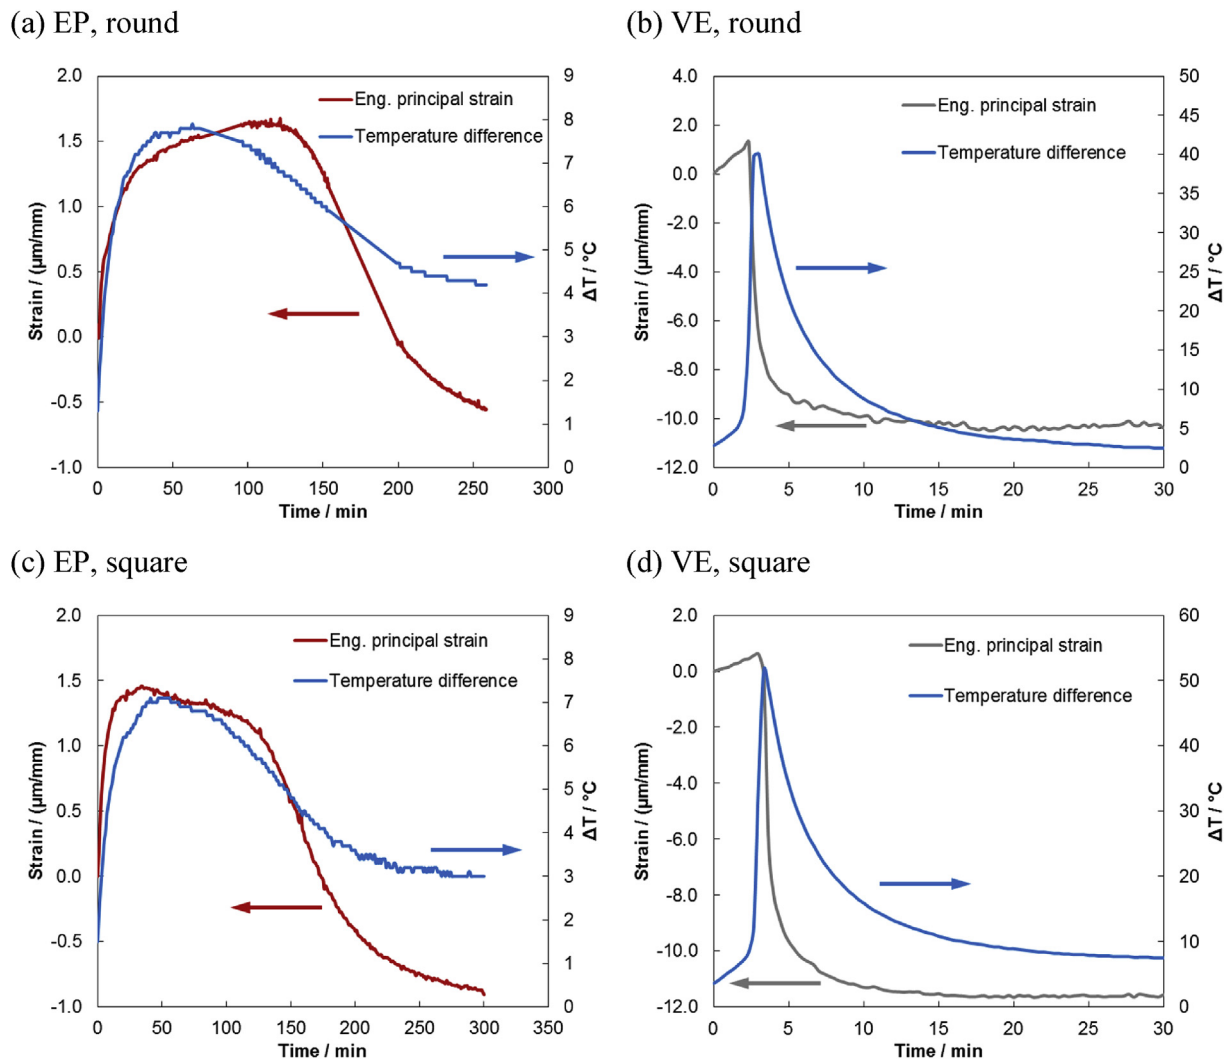 (a) EP, round
2.0
1.5
1.0
0.5
0.0
-0.5
-1.0
Strain / (µm/mm)
9
8
7
6
5
4
3
2
1
0
ΔT / °C
Eng. principal strain
Temperature difference
0 50 100 150 200 250 300
Time / min
(b) VE, round
4.0
2.0
0.0
-2.0
-4.0
-6.0
-8.0
-10.0
-12.0
Strain / (µm/mm)
50
45
40
35
30
25
20
15
10
5
0
ΔT / °C
Eng. principal strain
Temperature difference
0 5 10 15 20 25 30
Time / min
(c) EP, square
2.0
1.5
1.0
0.5
0.0
-0.5
-1.0
Strain / (µm/mm)
9
8
7
6
5
4
3
2
1
0
ΔT / °C
Eng. principal strain
Temperature difference
0 50 100 150 200 250 300 350
Time / min
(d) VE, square
2.0
0.0
-2.0
-4.0
-6.0
-8.0
-10.0
-12.0
Strain / (µm/mm)
60
50
40
30
20
10
0
ΔT / °C
Eng. principal strain
Temperature difference
0 5 10 15 20 25 30
Time / min